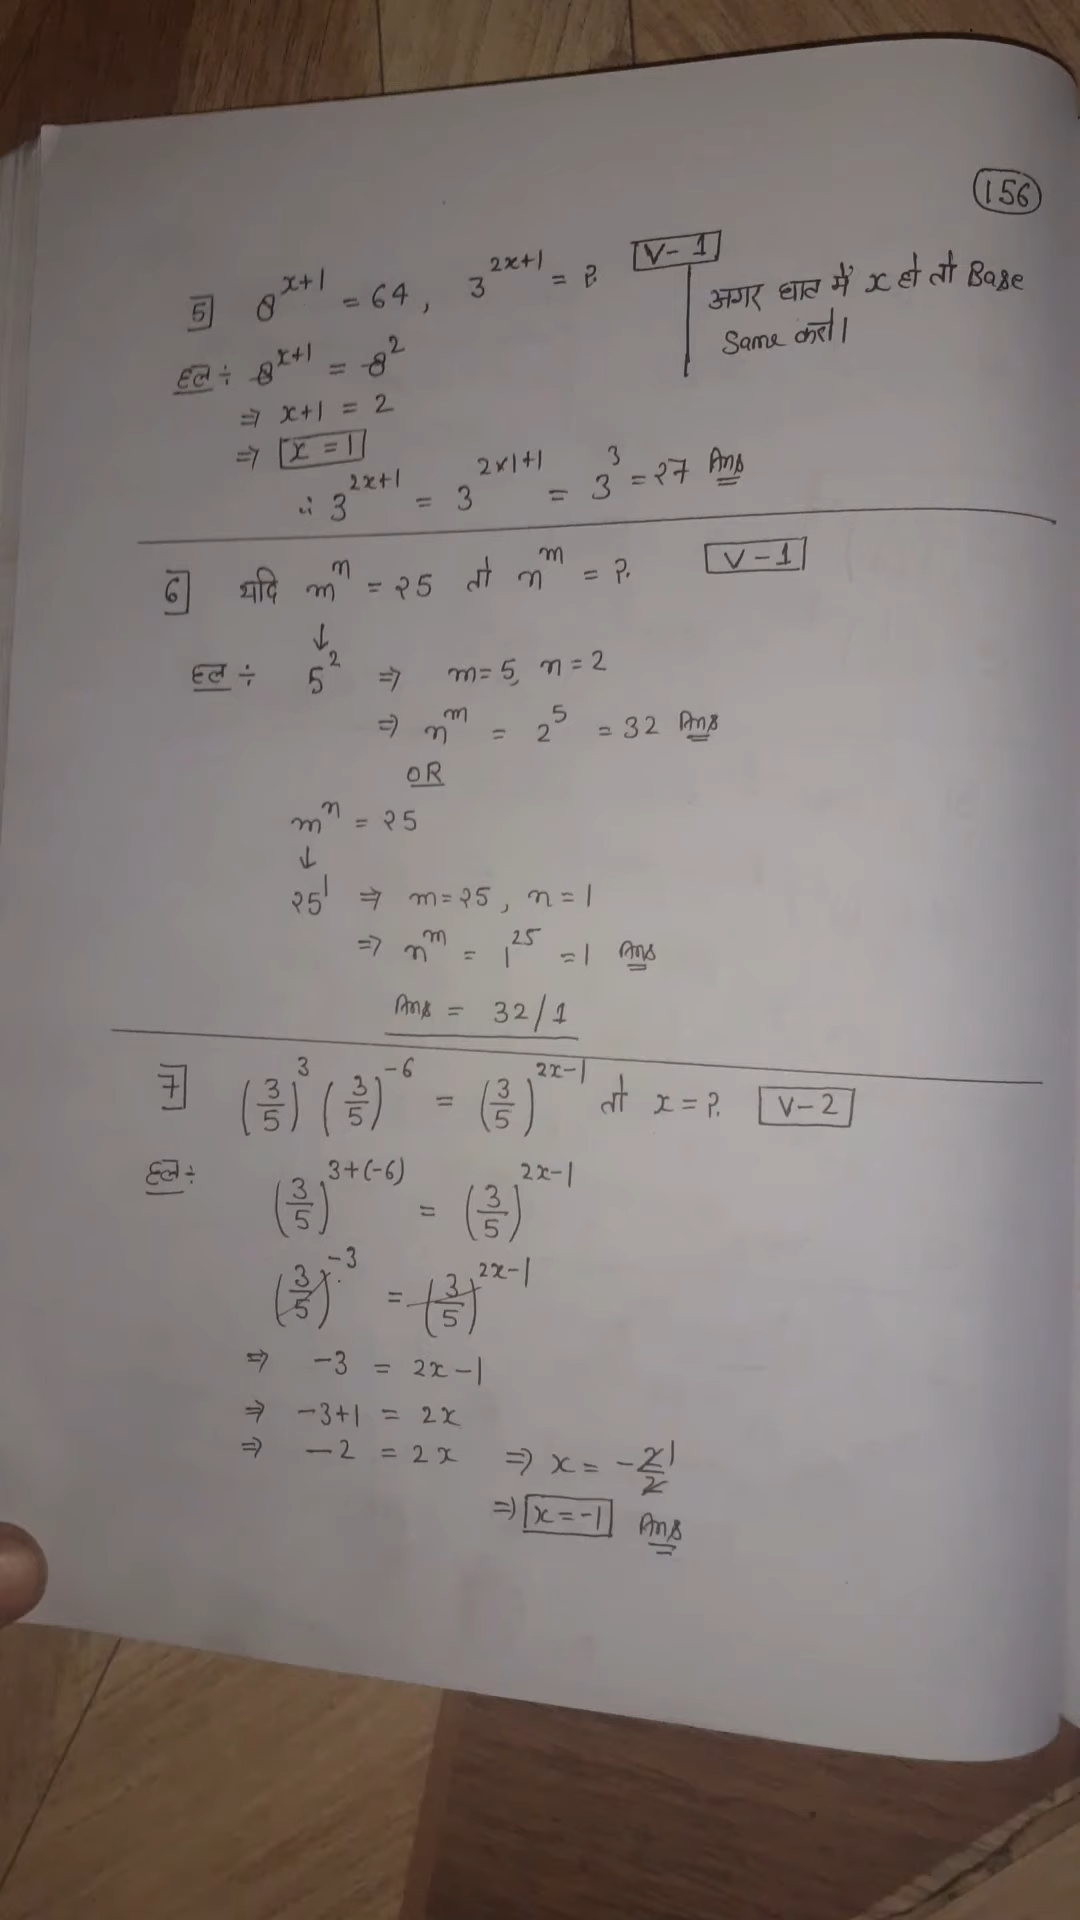 156
5] 8^{x+1} = 64, 3^{2x+1} = ?. V-1
अगर घात में x हो तो Base
Same करो।
हल ÷ 8^{x+1} = 8^2
⇒ x+1 = 2
⇒ x = 1
∴ 3^{2x+1} = 3^{2×1+1} = 3^3 = 27 Ans
6] यदि m^n = 25 तो n^m = ?. V-1
↓
हल ÷ 5^2 ⇒ m=5, n=2
⇒ n^m = 2^5 = 32 Ans
OR
m^n = 25
↓
25^1 ⇒ m=25, n=1
⇒ n^m = 1^{25} = 1 Ans
Ans = 32/1
7] (3/5)^3 (3/5)^{-6} = (3/5)^{2x-1} तो x = ?. V-2
हल ÷
(3/5)^{3+(-6)} = (3/5)^{2x-1}
(3/5)^{-3} = (3/5)^{2x-1}
⇒ -3 = 2x-1
⇒ -3+1 = 2x
⇒ -2 = 2x ⇒ x = -2/2 1
⇒ x=-1 Ans